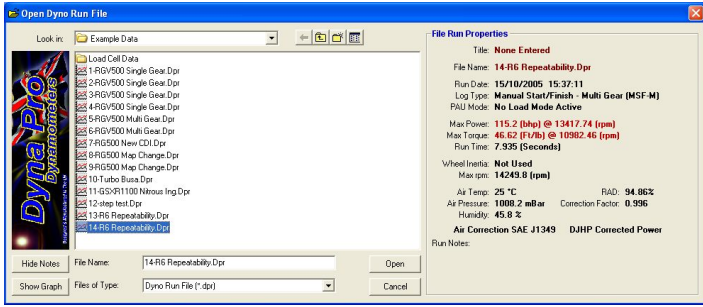 Open Dyno Run File
Look in: Example Data
Dyna Pro
Dynamometers
Load Cell Data
1-RGV500 Single Gear.Dpr
2-RGV500 Single Gear.Dpr
3-RGV500 Single Gear.Dpr
4-RGV500 Single Gear.Dpr
5-RGV500 Multi Gear.Dpr
6-RGV500 Multi Gear.Dpr
7-RG500 New CDI.Dpr
8-RG500 Map Change.Dpr
9-RG500 Map Change.Dpr
10-Turbo Busa.Dpr
11-GSXR1100 Nitrous Ing.Dpr
12-step test.Dpr
13-R6 Repeatability.Dpr
14-R6 Repeatability.Dpr
Hide Notes File Name: 14-R6 Repeatability.Dpr Open
Show Graph Files of Type: Dyno Run File (*.dpr) Cancel
File Run Properties
Title: None Entered
File Name: 14-R6 Repeatability.Dpr
Run Date: 15/10/2005 15:37:11
Log Type: Manual Start/Finish - Multi Gear (MSF-M)
PAU Mode: No Load Mode Active
Max Power: 115.2 (bhp) @ 13417.74 (rpm)
Max Torque: 46.62 (Ft/lb) @ 10982.46 (rpm)
Run Time: 7.935 (Seconds)
Wheel Inertia: Not Used
Max rpm: 14249.8 (rpm)
Air Temp: 25 °C RAD: 94.86%
Air Pressure: 1008.2 mBar Correction Factor: 0.996
Humidity: 45.8 %
Air Correction SAE J1349 DJHP Corrected Power
Run Notes: